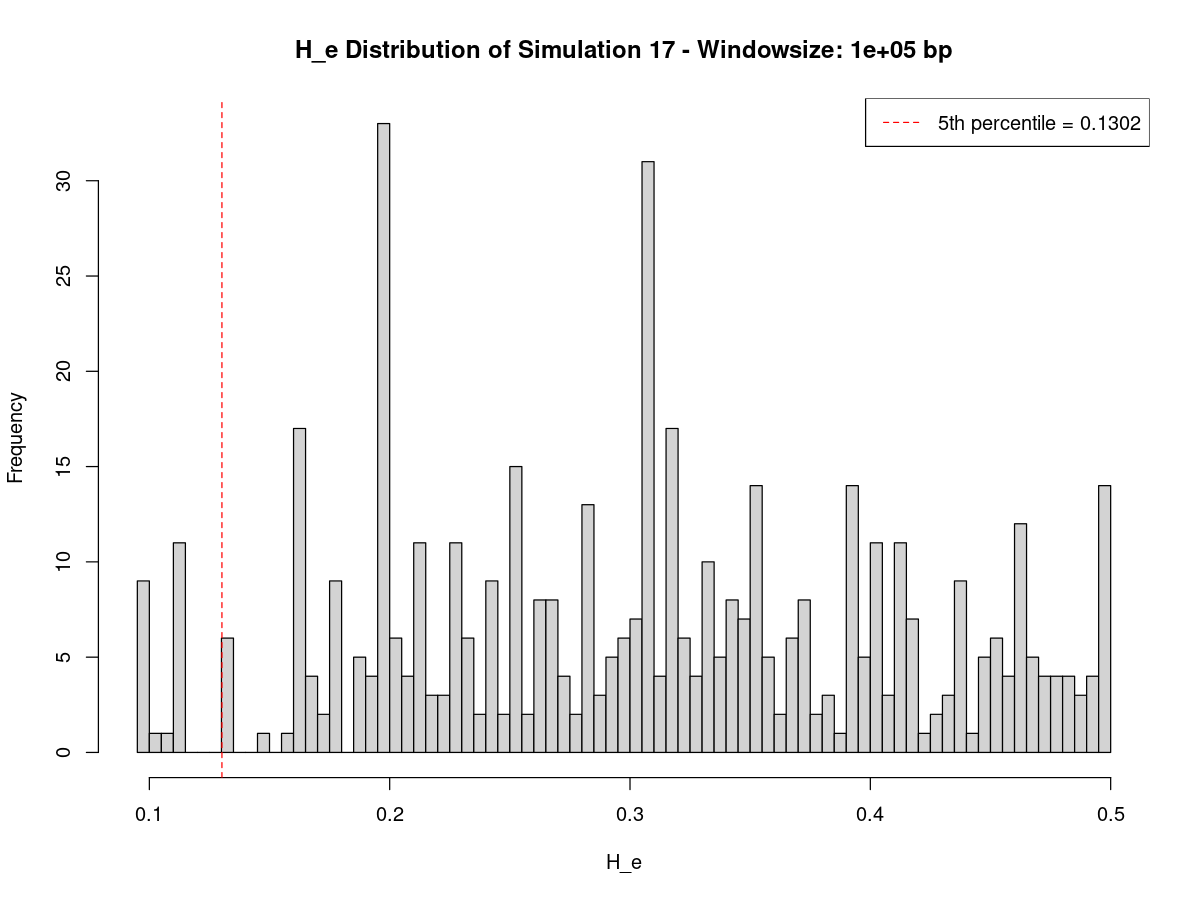 H_e Distribution of Simulation 17 - Windowsize: 1e+05 bp
5th percentile = 0.1302
Frequency
30
25
20
15
10
5
0
0.1 0.2 0.3 0.4 0.5
H_e